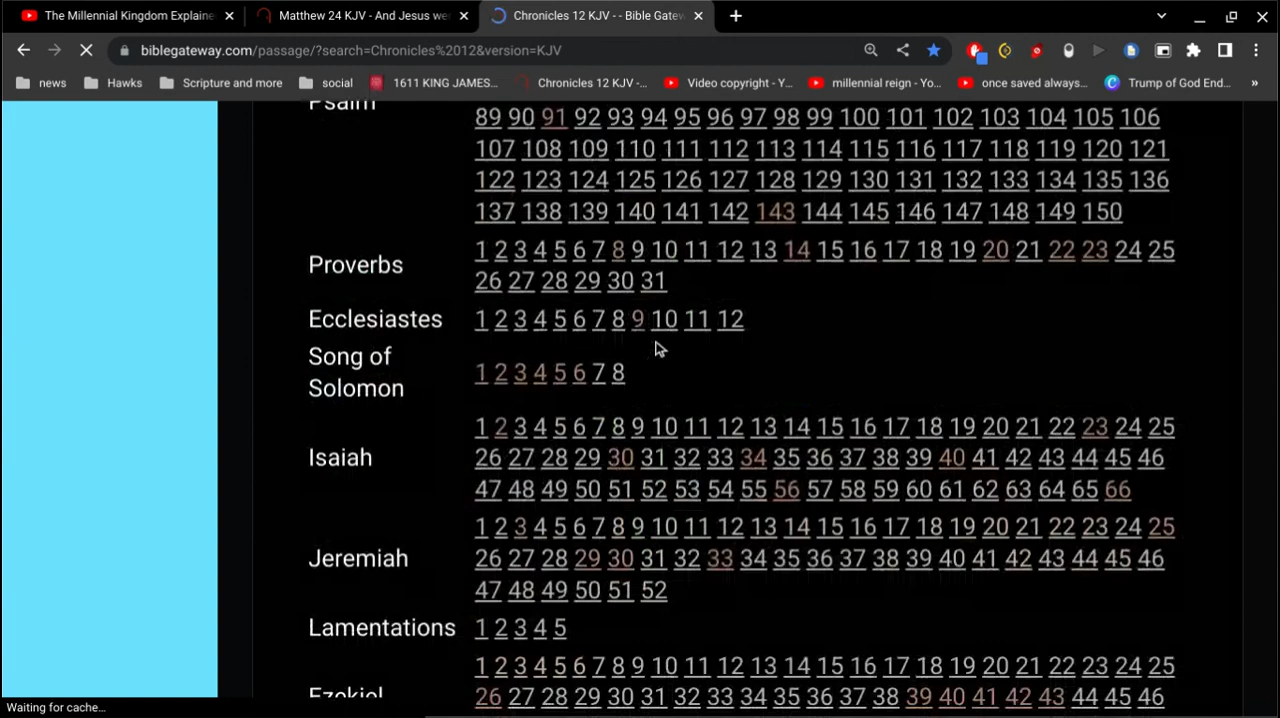 The Millennial Kingdom Explaine
Matthew 24 KJV - And Jesus we
Chronicles 12 KJV - - Bible Gatew
biblegateway.com/passage/?search=Chronicles%2012&version=KJV
news Hawks Scripture and more social 1611 KING JAMES... Chronicles 12 KJV -... Video copyright - Y... millennial reign - Yo... once saved always... Trump of God End... »
Psalm
89 90 91 92 93 94 95 96 97 98 99 100 101 102 103 104 105 106
107 108 109 110 111 112 113 114 115 116 117 118 119 120 121
122 123 124 125 126 127 128 129 130 131 132 133 134 135 136
137 138 139 140 141 142 143 144 145 146 147 148 149 150
Proverbs
1 2 3 4 5 6 7 8 9 10 11 12 13 14 15 16 17 18 19 20 21 22 23 24 25
26 27 28 29 30 31
Ecclesiastes 1 2 3 4 5 6 7 8 9 10 11 12
Song of
Solomon
1 2 3 4 5 6 7 8
Isaiah
1 2 3 4 5 6 7 8 9 10 11 12 13 14 15 16 17 18 19 20 21 22 23 24 25
26 27 28 29 30 31 32 33 34 35 36 37 38 39 40 41 42 43 44 45 46
47 48 49 50 51 52 53 54 55 56 57 58 59 60 61 62 63 64 65 66
Jeremiah
1 2 3 4 5 6 7 8 9 10 11 12 13 14 15 16 17 18 19 20 21 22 23 24 25
26 27 28 29 30 31 32 33 34 35 36 37 38 39 40 41 42 43 44 45 46
47 48 49 50 51 52
Lamentations 1 2 3 4 5
Ezekiel
1 2 3 4 5 6 7 8 9 10 11 12 13 14 15 16 17 18 19 20 21 22 23 24 25
26 27 28 29 30 31 32 33 34 35 36 37 38 39 40 41 42 43 44 45 46
Waiting for cache...